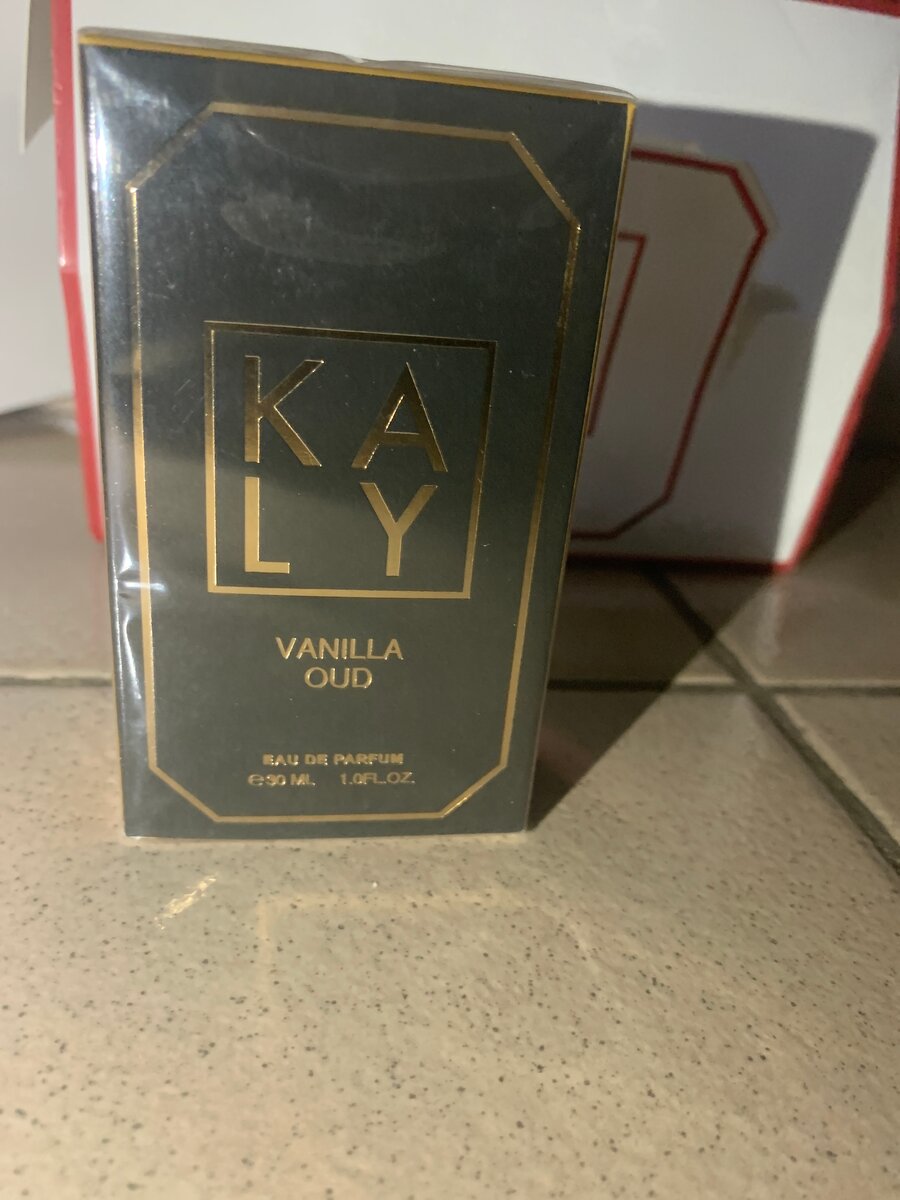 KA
LY
VANILLA
OUD
EAU DE PARFUM
℮30 ML 1.0FL.OZ.